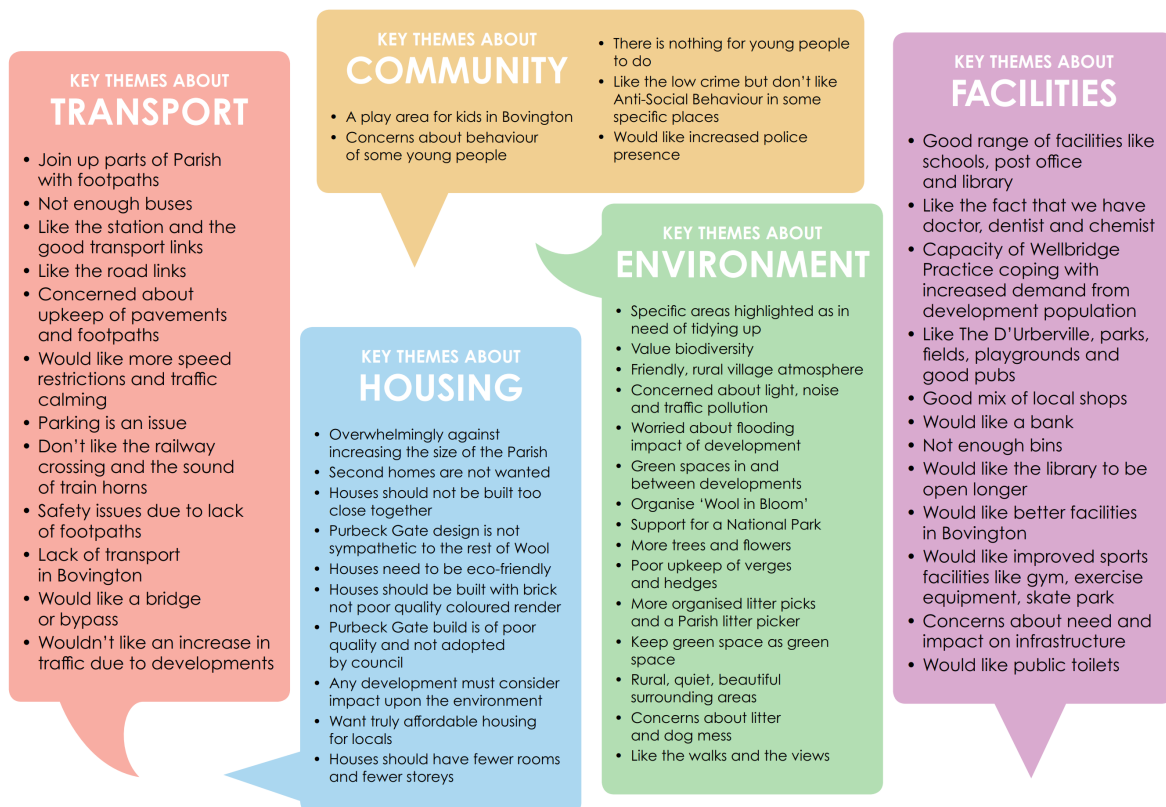 KEY THEMES ABOUT
TRANSPORT
• Join up parts of Parish
with footpaths
• Not enough buses
• Like the station and the
good transport links
• Like the road links
• Concerned about
upkeep of pavements
and footpaths
• Would like more speed
restrictions and traffic
calming
• Parking is an issue
• Don't like the railway
crossing and the sound
of train horns
• Safety issues due to lack
of footpaths
• Lack of transport
in Bovington
• Would like a bridge
or bypass
• Wouldn't like an increase in
traffic due to developments
KEY THEMES ABOUT
COMMUNITY
• A play area for kids in Bovington
• Concerns about behaviour
of some young people
• There is nothing for young people
to do
• Like the low crime but don't like
Anti-Social Behaviour in some
specific places
• Would like increased police
presence
KEY THEMES ABOUT
HOUSING
• Overwhelmingly against
increasing the size of the Parish
• Second homes are not wanted
• Houses should not be built too
close together
• Purbeck Gate design is not
sympathetic to the rest of Wool
• Houses need to be eco-friendly
• Houses should be built with brick
not poor quality coloured render
• Purbeck Gate build is of poor
quality and not adopted
by council
• Any development must consider
impact upon the environment
• Want truly affordable housing
for locals
• Houses should have fewer rooms
and fewer storeys
KEY THEMES ABOUT
ENVIRONMENT
• Specific areas highlighted as in
need of tidying up
• Value biodiversity
• Friendly, rural village atmosphere
• Concerned about light, noise
and traffic pollution
• Worried about flooding
impact of development
• Green spaces in and
between developments
• Organise 'Wool in Bloom'
• Support for a National Park
• More trees and flowers
• Poor upkeep of verges
and hedges
• More organised litter picks
and a Parish litter picker
• Keep green space as green
space
• Rural, quiet, beautiful
surrounding areas
• Concerns about litter
and dog mess
• Like the walks and the views
KEY THEMES ABOUT
FACILITIES
• Good range of facilities like
schools, post office
and library
• Like the fact that we have
doctor, dentist and chemist
• Capacity of Wellbridge
Practice coping with
increased demand from
development population
• Like The D'Urberville, parks,
fields, playgrounds and
good pubs
• Good mix of local shops
• Would like a bank
• Not enough bins
• Would like the library to be
open longer
• Would like better facilities
in Bovington
• Would like improved sports
facilities like gym, exercise
equipment, skate park
• Concerns about need and
impact on infrastructure
• Would like public toilets